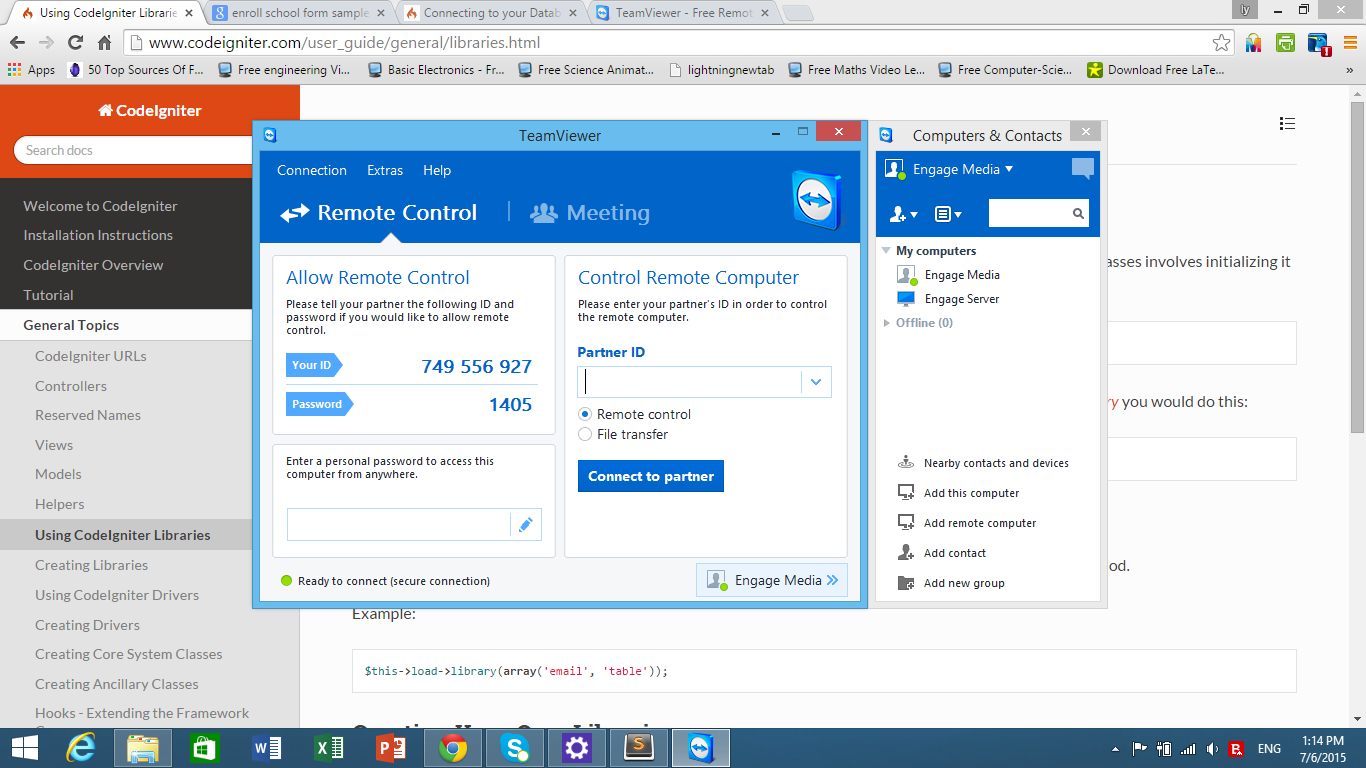 Using CodeIgniter Librarie
enroll school form sample
Connecting to your Datab
TeamViewer - Free Remot
ly
www.codeigniter.com/user_guide/general/libraries.html
Apps
50 Top Sources Of F...
Free engineering Vi...
Basic Electronics - Fr...
Free Science Animat...
lightningnewtab
Free Maths Video Le...
Free Computer-Scie...
Download Free LaTe...
»
CodeIgniter
Search docs
Welcome to CodeIgniter
Installation Instructions
CodeIgniter Overview
Tutorial
General Topics
CodeIgniter URLs
Controllers
Reserved Names
Views
Models
Helpers
Using CodeIgniter Libraries
Creating Libraries
Using CodeIgniter Drivers
Creating Drivers
Creating Core System Classes
Creating Ancillary Classes
Hooks - Extending the Framework
TeamViewer
Connection Extras Help
Remote Control
Meeting
Allow Remote Control
Please tell your partner the following ID and
password if you would like to allow remote
control.
Your ID 749 556 927
Password 1405
Enter a personal password to access this
computer from anywhere.
Control Remote Computer
Please enter your partner's ID in order to control
the remote computer.
Partner ID
Remote control
File transfer
Connect to partner
Ready to connect (secure connection)
Engage Media
Computers & Contacts
Engage Media
My computers
Engage Media
Engage Server
Offline (0)
Nearby contacts and devices
Add this computer
Add remote computer
Add contact
Add new group
asses involves initializing it
ry you would do this:
od.
Example:
$this->load->library(array('email', 'table'));
ENG
1:14 PM
7/6/2015